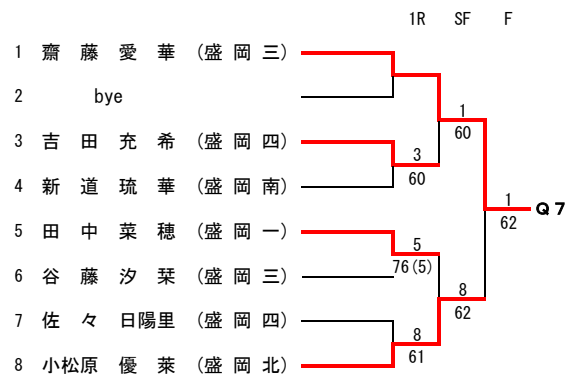 1R SF F
1 齋藤愛華 (盛岡三)
2 bye
1
60
3 吉田充希 (盛岡四)
3
60
4 新道琉華 (盛岡南)
1
62
Q7
5 田中菜穂 (盛岡一)
5
76(5)
6 谷藤汐栞 (盛岡三)
8
62
7 佐々日陽里 (盛岡四)
8
61
8 小松原優莱 (盛岡北)